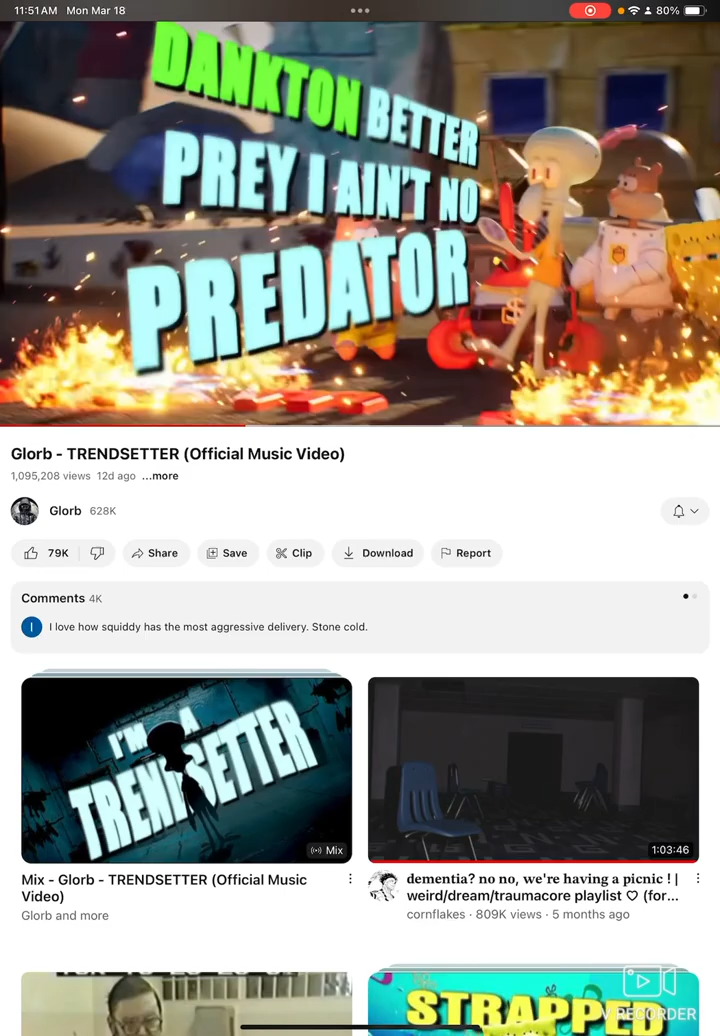 11:51 AM Mon Mar 18
80%
DANKTON BETTER
PREY I AIN'T NO
PREDATOR
Glorb - TRENDSETTER (Official Music Video)
1,095,208 views 12d ago ...more
Glorb 628K
79K Share Save Clip Download Report
Comments 4K
I I love how squiddy has the most aggressive delivery. Stone cold.
I'M A
TRENDSETTER
Mix
1:03:46
Mix - Glorb - TRENDSETTER (Official Music
Video)
Glorb and more
dementia? no no, we're having a picnic ! |
weird/dream/traumacore playlist ♡ (for...
cornflakes · 809K views · 5 months ago
STRAPPED
V RECORDER